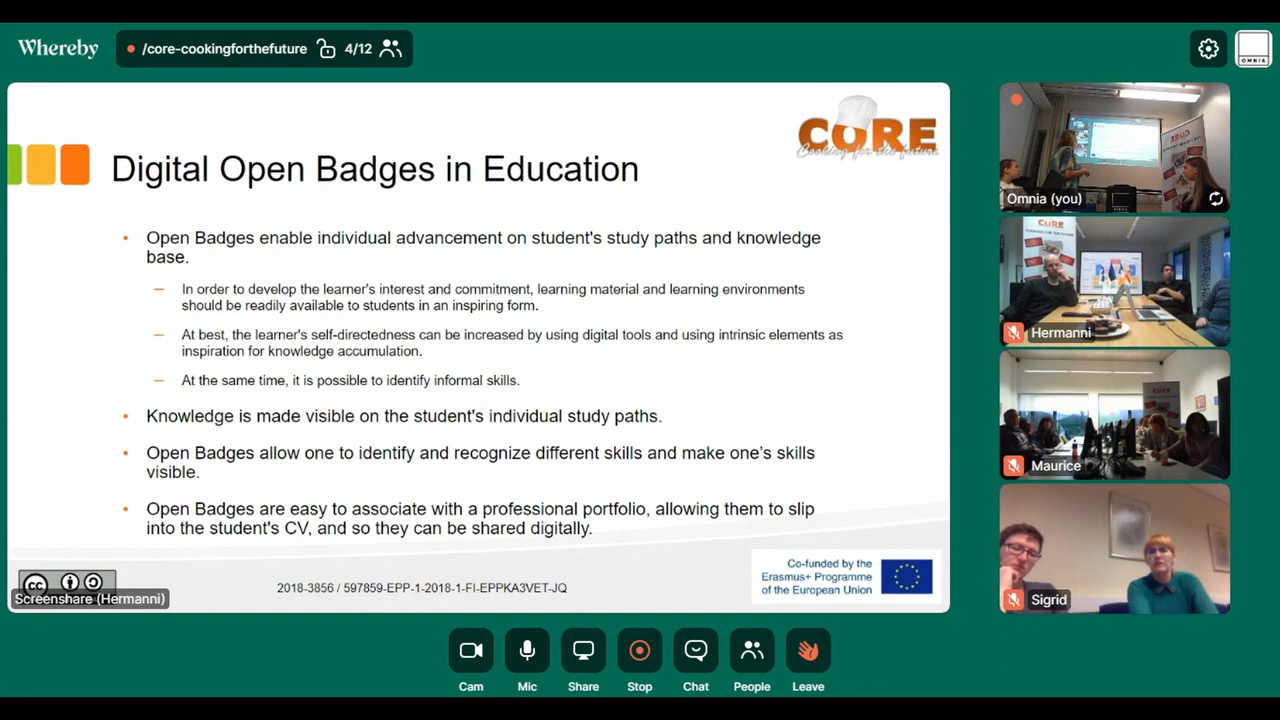 Whereby
/core-cookingforthefuture
4/12
OMNIA
CORE
Cooking for the future
Digital Open Badges in Education
• Open Badges enable individual advancement on student's study paths and knowledge
base.
– In order to develop the learner's interest and commitment, learning material and learning environments
should be readily available to students in an inspiring form.
– At best, the learner's self-directedness can be increased by using digital tools and using intrinsic elements as
inspiration for knowledge accumulation.
– At the same time, it is possible to identify informal skills.
• Knowledge is made visible on the student's individual study paths.
• Open Badges allow one to identify and recognize different skills and make one’s skills
visible.
• Open Badges are easy to associate with a professional portfolio, allowing them to slip
into the student's CV, and so they can be shared digitally.
cc
Screenshare (Hermanni)
2018-3856 / 597859-EPP-1-2018-1-FI-EPPKA3VET-JQ
Co-funded by the
Erasmus+ Programme
of the European Union
CORE
Omnia (you)
CORE
Hermanni
CORE
Maurice
Sigrid
Cam
Mic
Share
Stop
Chat
People
Leave